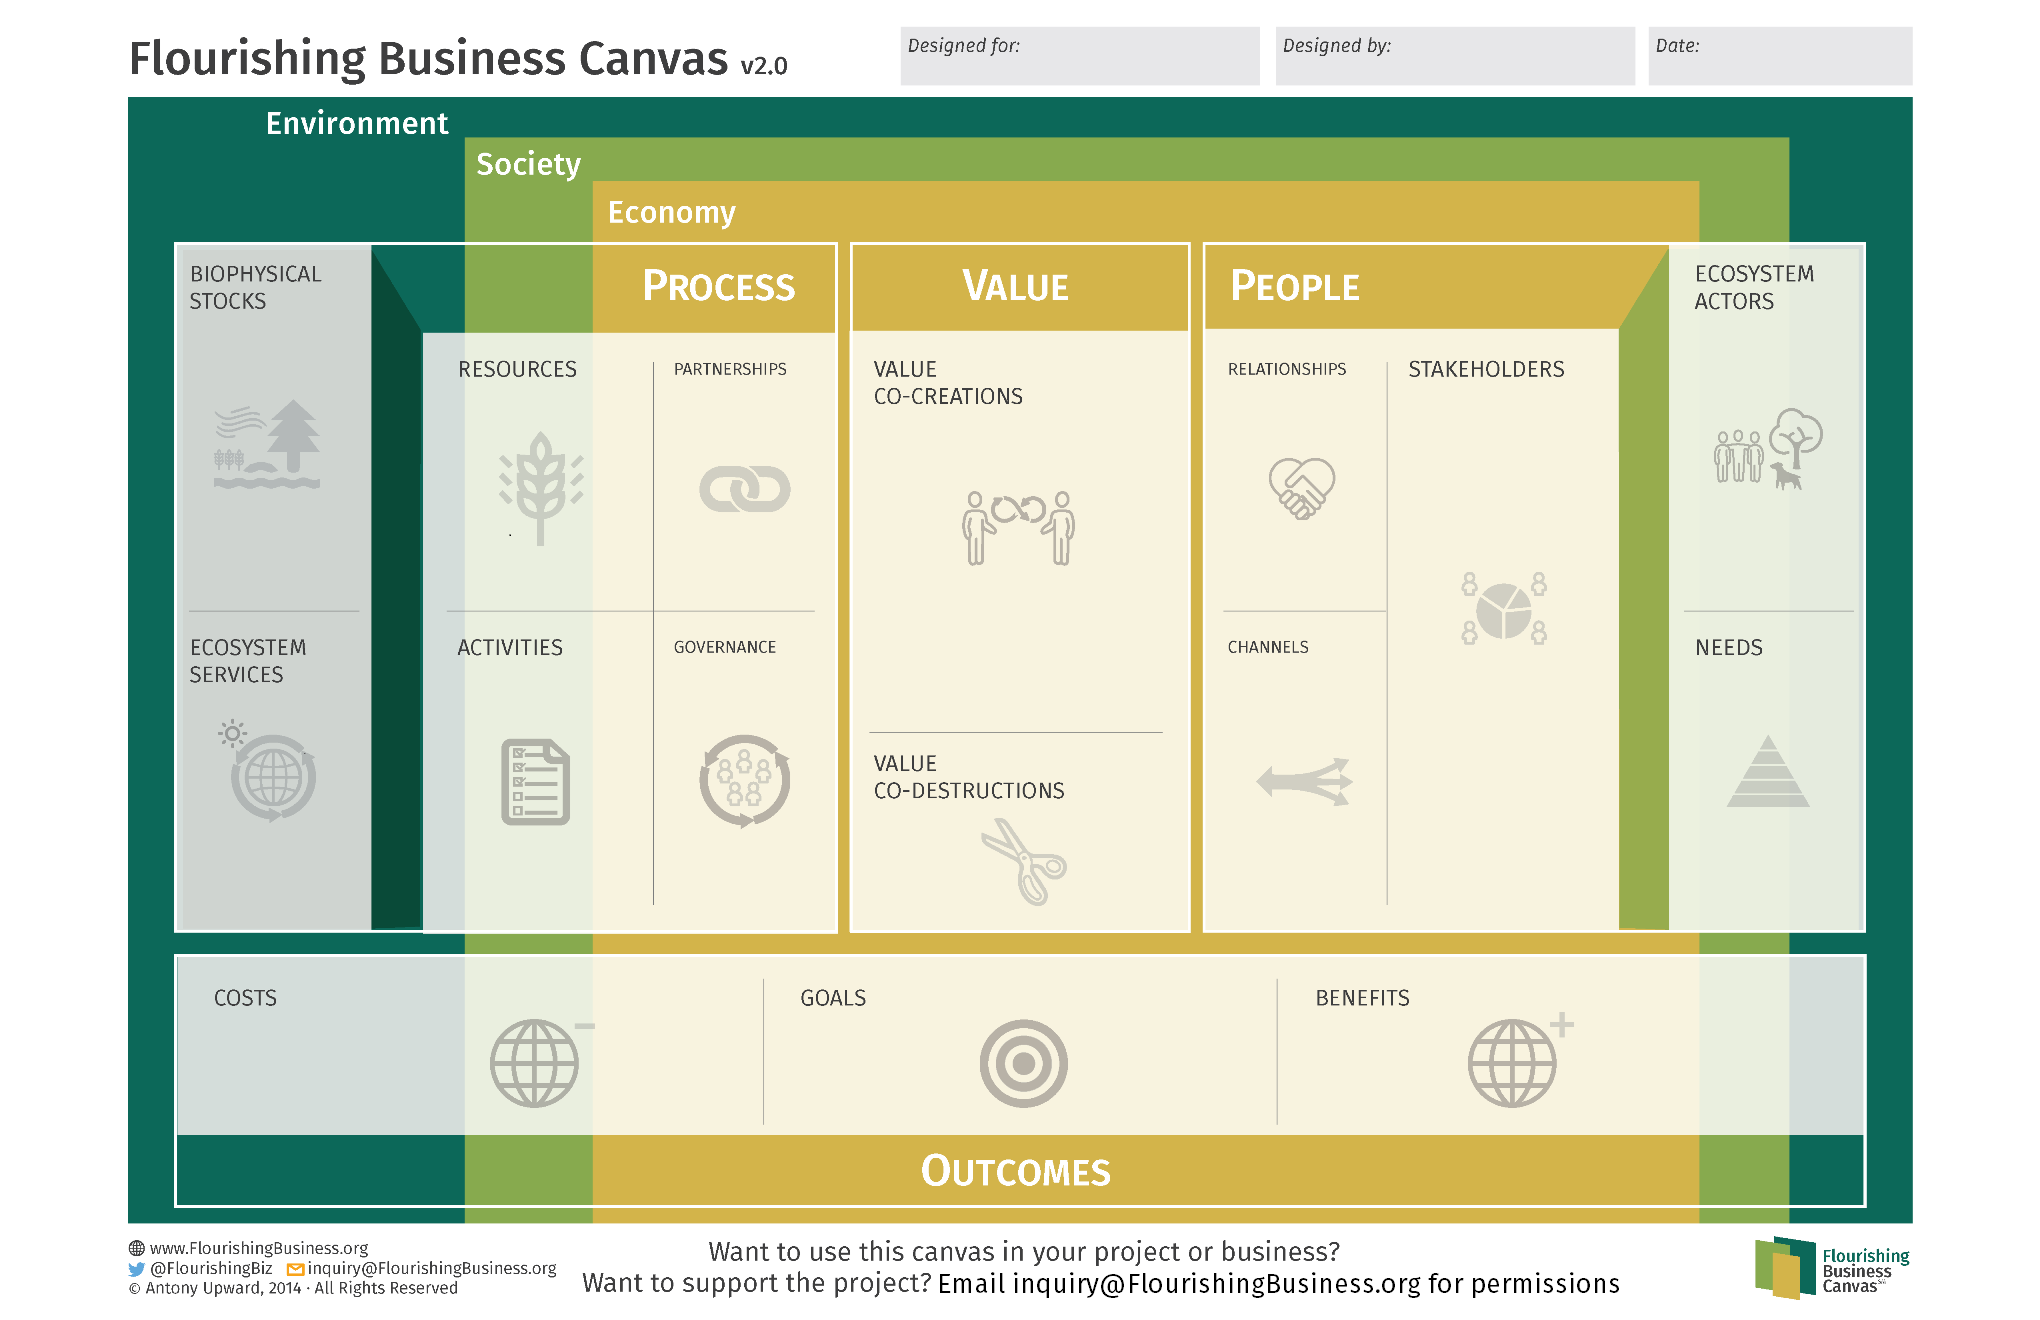 Flourishing Business Canvas v2.0
Designed for:
Designed by:
Date:
Environment
Society
Economy
BIOPHYSICAL
STOCKS
PROCESS
VALUE
PEOPLE
ECOSYSTEM
ACTORS
RESOURCES
PARTNERSHIPS
VALUE
CO-CREATIONS
RELATIONSHIPS
STAKEHOLDERS
ECOSYSTEM
SERVICES
ACTIVITIES
GOVERNANCE
CHANNELS
NEEDS
VALUE
CO-DESTRUCTIONS
COSTS
GOALS
BENEFITS
OUTCOMES
www.FlourishingBusiness.org
@FlourishingBiz inquiry@FlourishingBusiness.org
© Antony Upward, 2014 · All Rights Reserved
Want to use this canvas in your project or business?
Want to support the project? Email inquiry@FlourishingBusiness.org for permissions
Flourishing
Business
Canvas℠